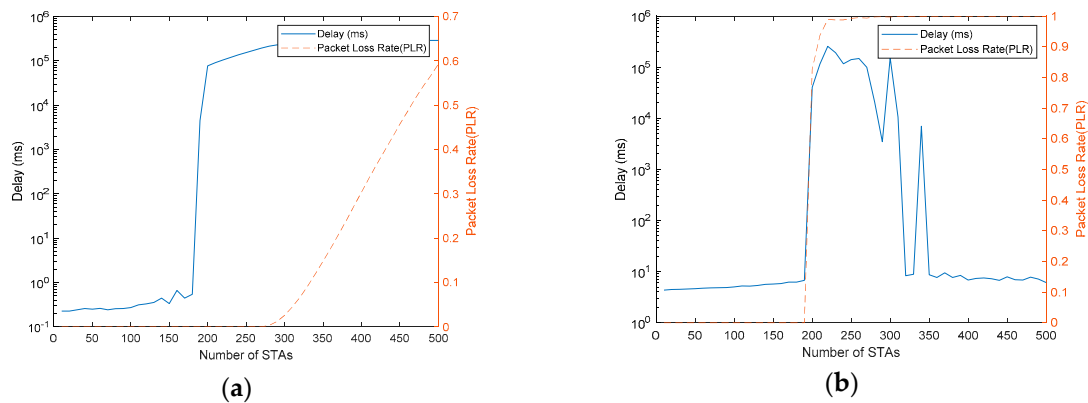 10^6
10^5
10^4
10^3
10^2
10^1
10^0
10^-1
Delay (ms)
Delay (ms)
Packet Loss Rate(PLR)
0.7
0.6
0.5
0.4
0.3
0.2
0.1
0
Packet Loss Rate(PLR)
0 50 100 150 200 250 300 350 400 450 500
Number of STAs
(a)
10^6
10^5
10^4
10^3
10^2
10^1
10^0
Delay (ms)
Delay (ms)
Packet Loss Rate(PLR)
1
0.9
0.8
0.7
0.6
0.5
0.4
0.3
0.2
0.1
0
Packet Loss Rate(PLR)
0 50 100 150 200 250 300 350 400 450 500
Number of STAs
(b)